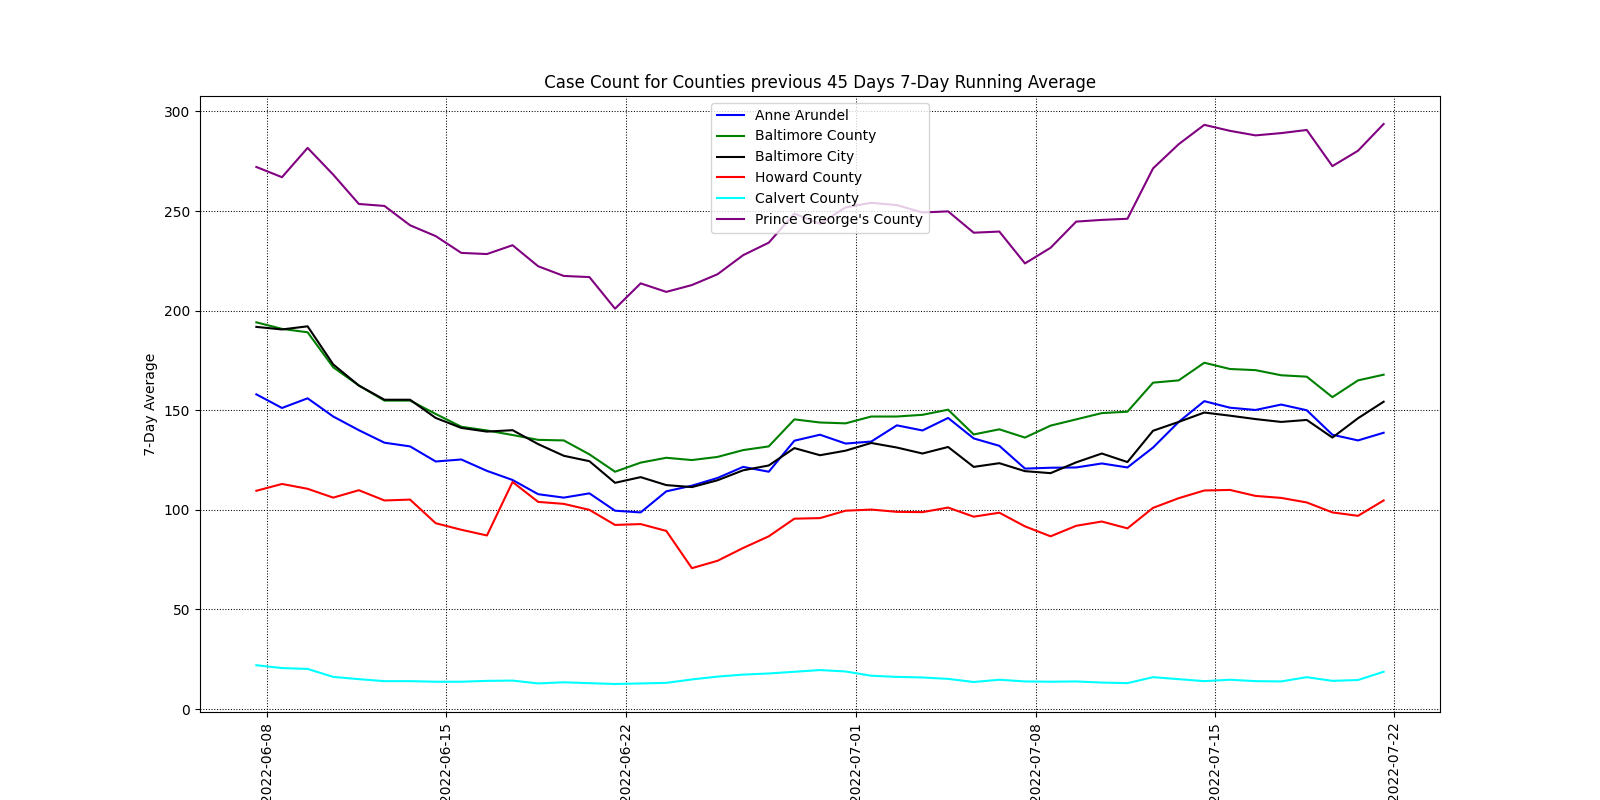 Case Count for Counties previous 45 Days 7-Day Running Average
Anne Arundel
Baltimore County
Baltimore City
Howard County
Calvert County
Prince Greorge's County
7-Day Average
300
250
200
150
100
50
0
2022-06-08
2022-06-15
2022-06-22
2022-07-01
2022-07-08
2022-07-15
2022-07-22